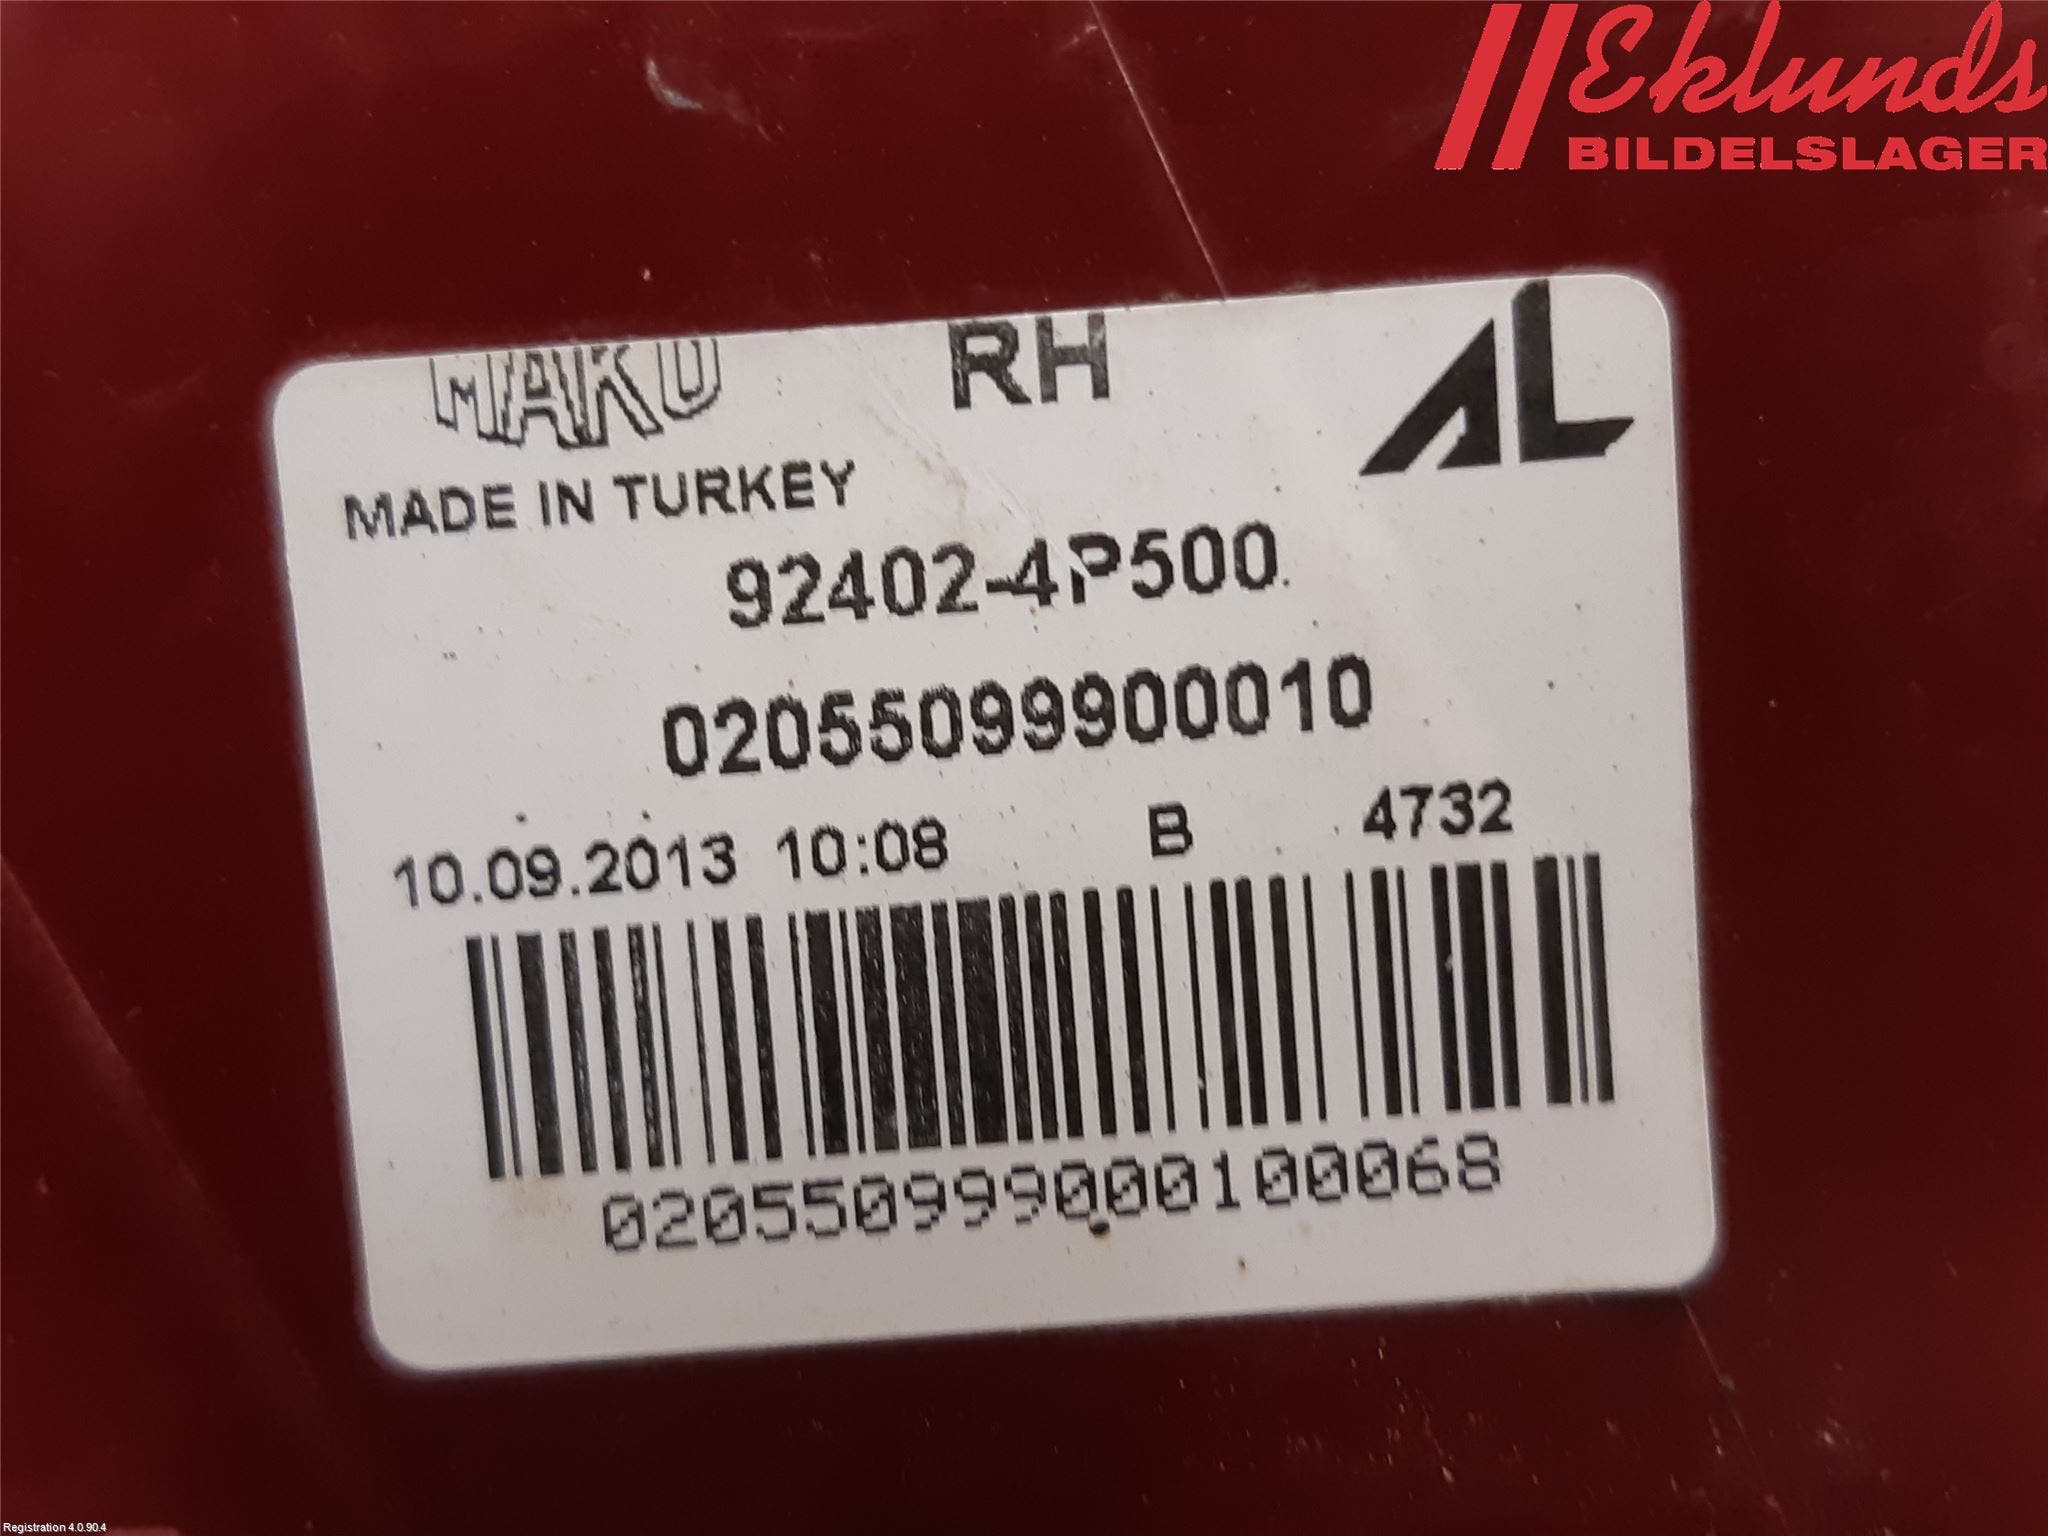 Eklunds
BILDELSLAGER
MAKO RH AL
MADE IN TURKEY
92402-4P500
02055099900010
10.09.2013 10:08 B 4732
020550999000100068
Registration 4.0.90.4